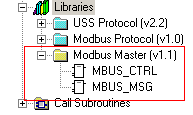 Libraries
USS Protocol (v2.2)
Modbus Protocol (v1.0)
Modbus Master (v1.1)
MBUS_CTRL
MBUS_MSG
Call Subroutines